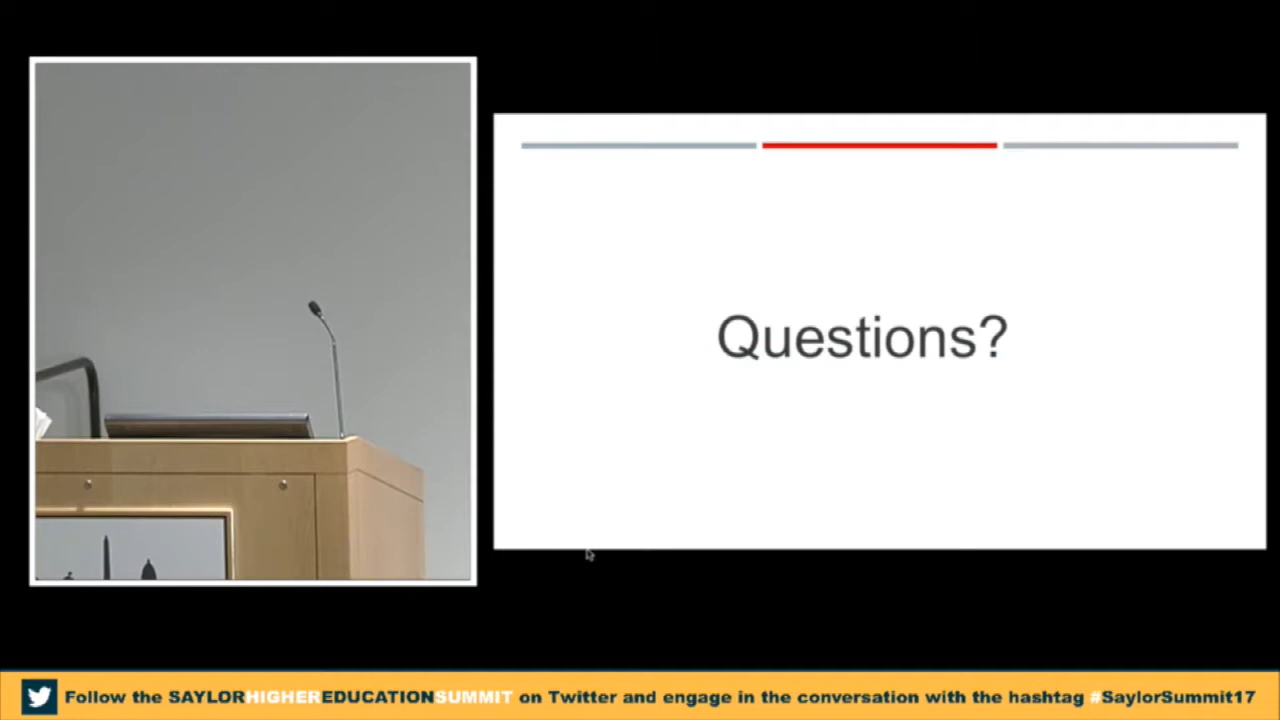 Questions?
Follow the SAYLORHIGHEREDUCATIONSUMMIT on Twitter and engage in the conversation with the hashtag #SaylorSummit17